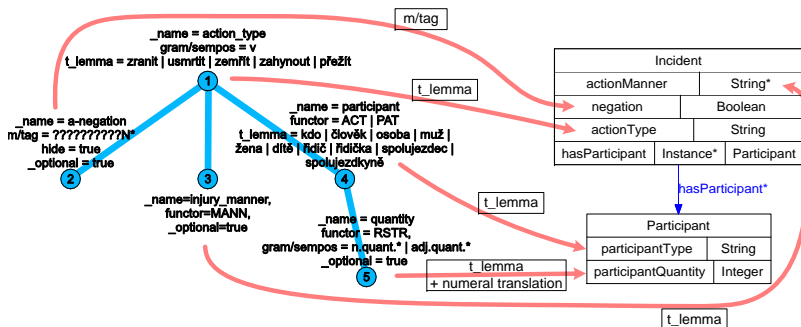 m/tag
_name = action_type
gram/sempos = v
t_lemma = zranit | usmrtit | zemřít | zahynout | přežít
1
t_lemma
Incident
actionManner String*
negation Boolean
actionType String
hasParticipant Instance* Participant
_name = a-negation
m/tag = ??????????N*
hide = true
_optional = true
2
_name = participant
functor = ACT | PAT
t_lemma = kdo | člověk | osoba | muž |
žena | dítě | řidič | řidička | spolujezdec |
spolujezdkyně
3
4
hasParticipant*
_name=injury_manner,
functor=MANN,
_optional=true
t_lemma
_name = quantity
functor = RSTR,
gram/sempos = n.quant.* | adj.quant.*
_optional = true
5
Participant
participantType String
participantQuantity Integer
t_lemma
+ numeral translation
t_lemma